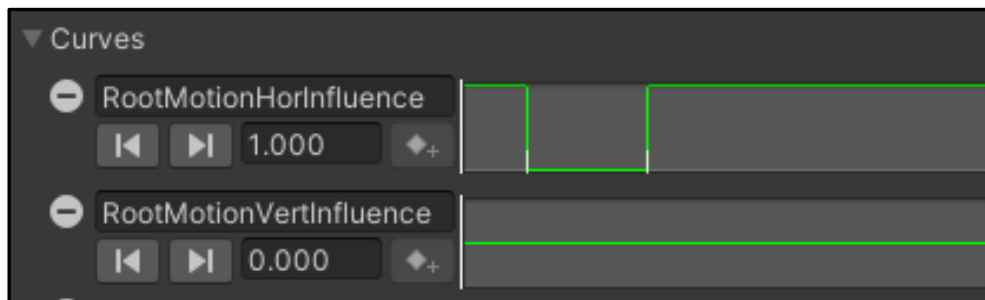 Curves
RootMotionHorInfluence
1.000
RootMotionVertInfluence
0.000